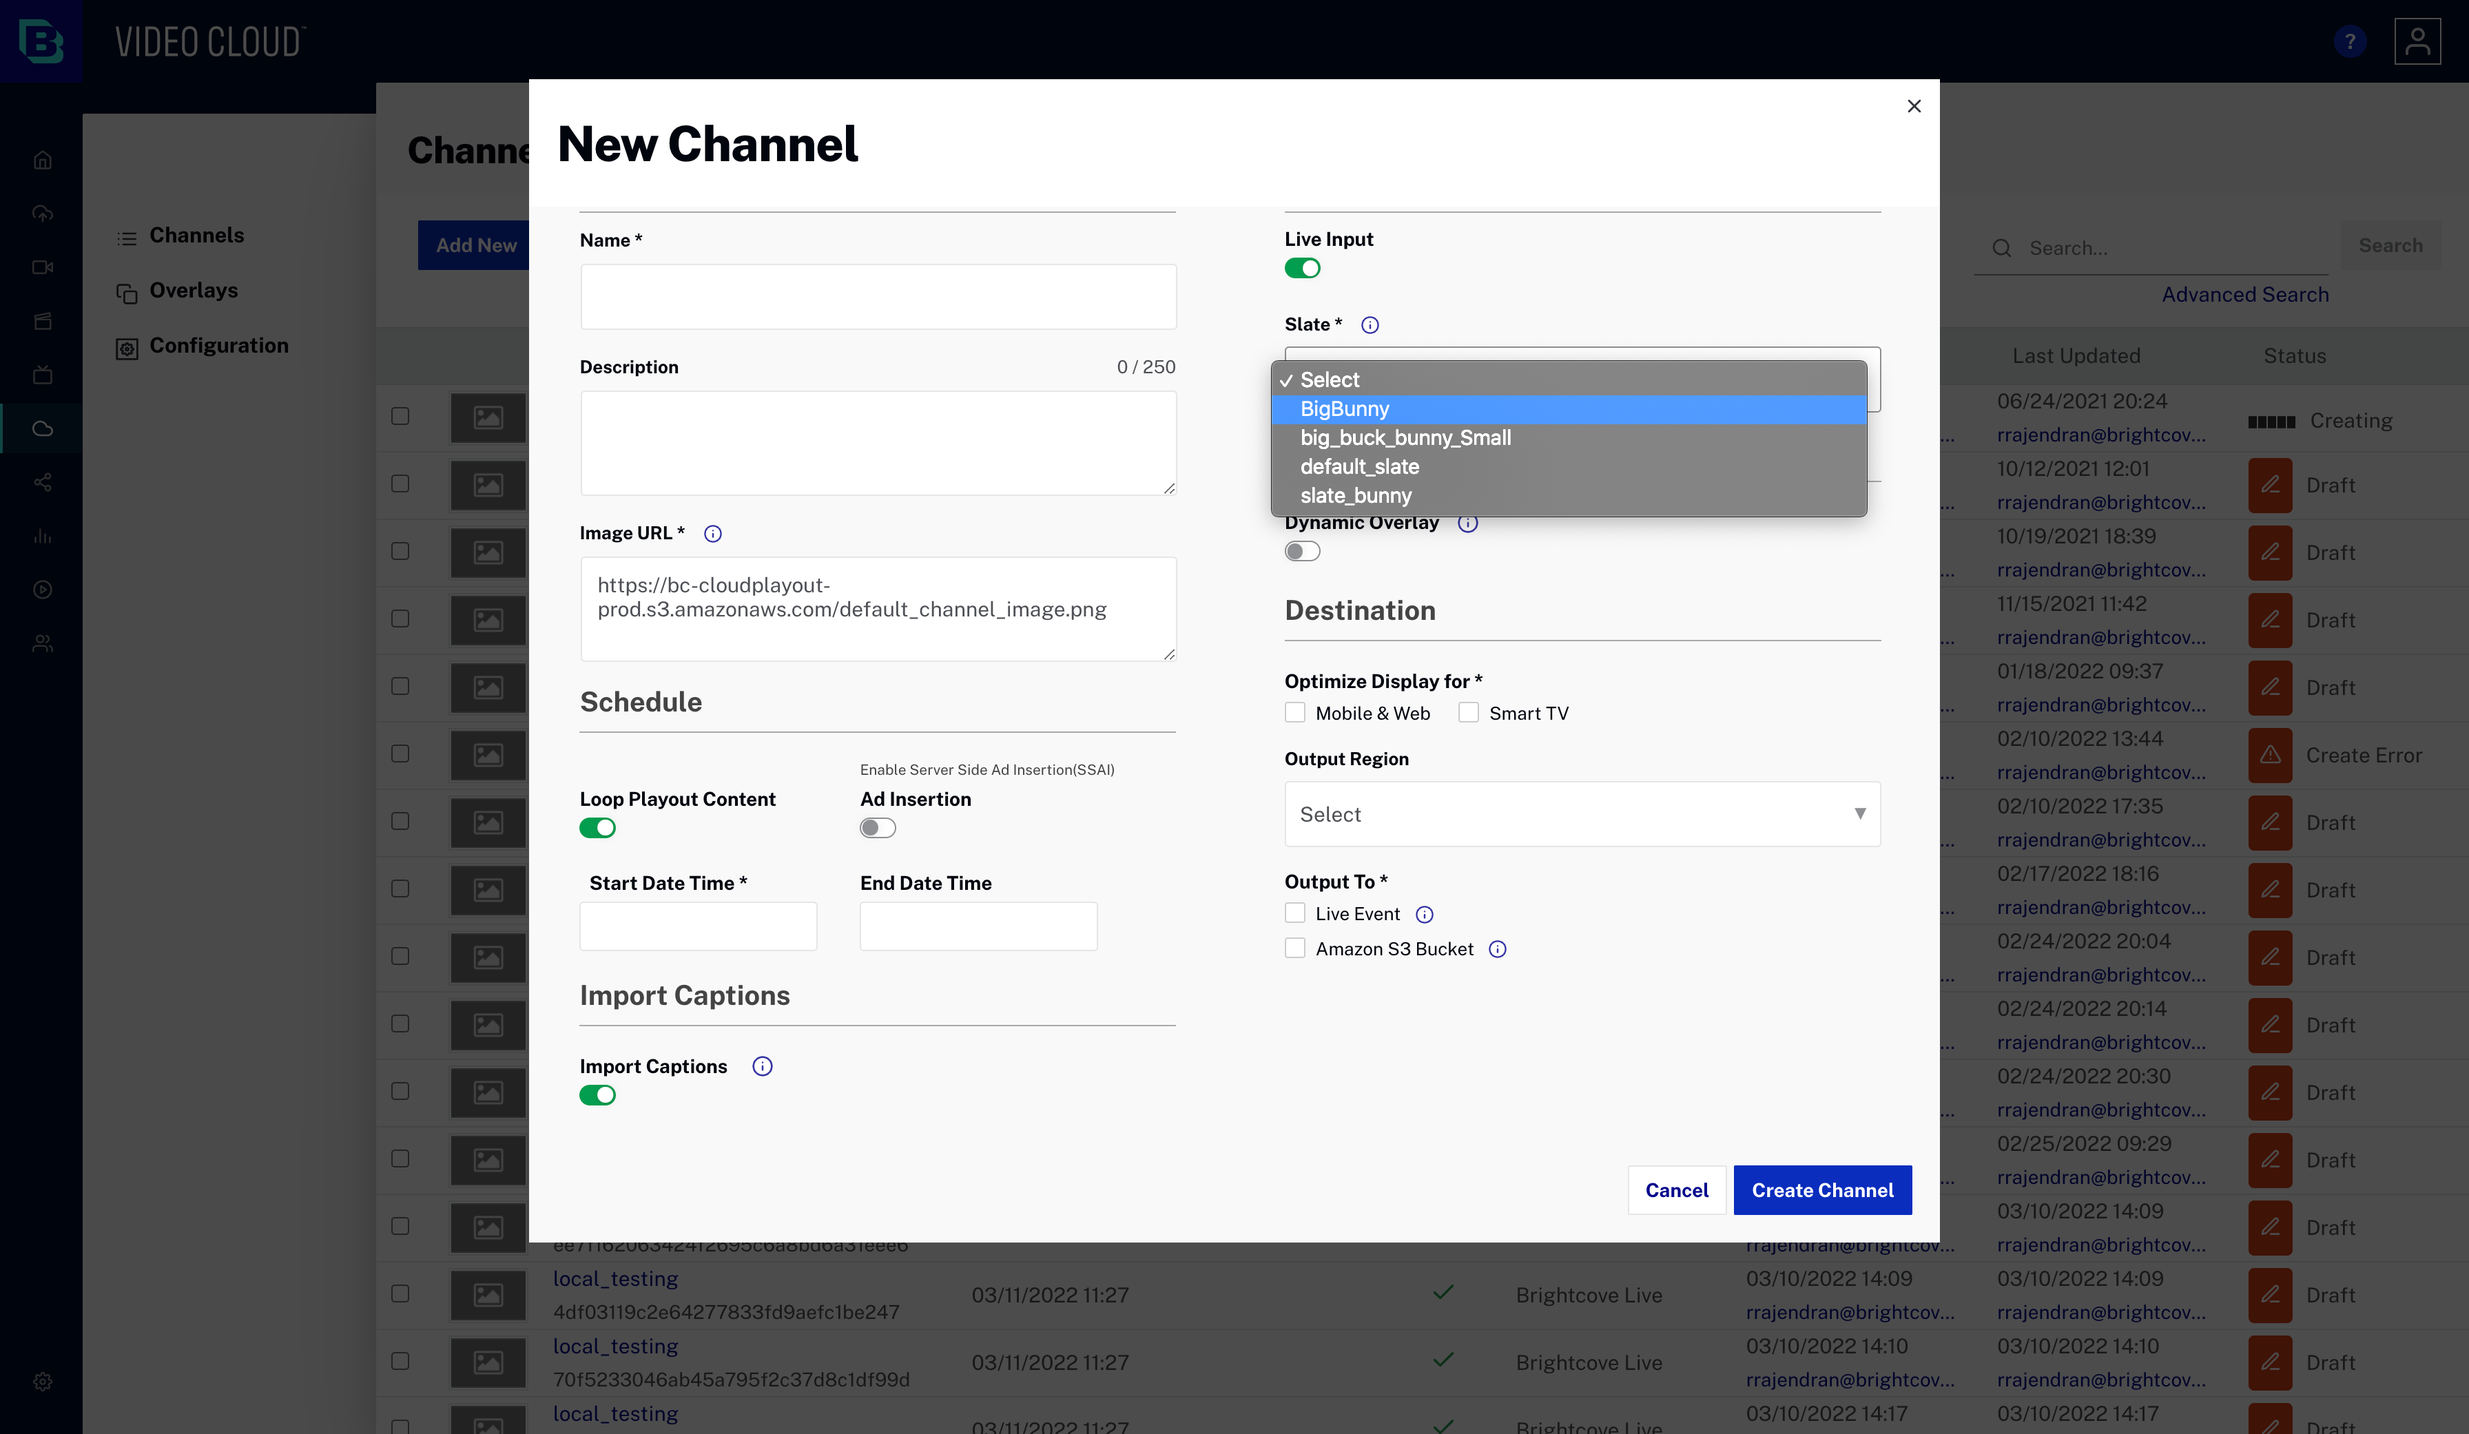 B
VIDEO CLOUD™
?
Channe
New Channel
×
Channels
Overlays
Configuration
Add New
Search...
Search
Advanced Search
Last Updated
Status
Name *
Description
0 / 250
Image URL *
https://bc-cloudplayout-
prod.s3.amazonaws.com/default_channel_image.png
Schedule
Enable Server Side Ad Insertion(SSAI)
Loop Playout Content
Ad Insertion
Start Date Time *
End Date Time
Import Captions
Import Captions
Live Input
Slate *
✓ Select
BigBunny
big_buck_bunny_Small
default_slate
slate_bunny
Dynamic Overlay
Destination
Optimize Display for *
Mobile & Web
Smart TV
Output Region
Select
Output To *
Live Event
Amazon S3 Bucket
Cancel
Create Channel
06/24/2021 20:24
... rrajendran@brightcov...
Creating
10/12/2021 12:01
... rrajendran@brightcov...
Draft
10/19/2021 18:39
... rrajendran@brightcov...
Draft
11/15/2021 11:42
... rrajendran@brightcov...
Draft
01/18/2022 09:37
... rrajendran@brightcov...
Draft
02/10/2022 13:44
... rrajendran@brightcov...
Create Error
02/10/2022 17:35
... rrajendran@brightcov...
Draft
02/17/2022 18:16
... rrajendran@brightcov...
Draft
02/24/2022 20:04
... rrajendran@brightcov...
Draft
02/24/2022 20:14
... rrajendran@brightcov...
Draft
02/24/2022 20:30
... rrajendran@brightcov...
Draft
02/25/2022 09:29
... rrajendran@brightcov...
Draft
03/10/2022 14:09
rrajendran@brightcov... rrajendran@brightcov...
Draft
local_testing
4df03119c2e64277833fd9aefc1be247
03/11/2022 11:27
Brightcove Live
03/10/2022 14:09
rrajendran@brightcov...
03/10/2022 14:09
rrajendran@brightcov...
Draft
local_testing
70f5233046ab45a795f2c37d8c1df99d
03/11/2022 11:27
Brightcove Live
03/10/2022 14:10
rrajendran@brightcov...
03/10/2022 14:10
rrajendran@brightcov...
Draft
local_testing
03/11/2022 11:27
Brightcove Live
03/10/2022 14:17
03/10/2022 14:17
Draft